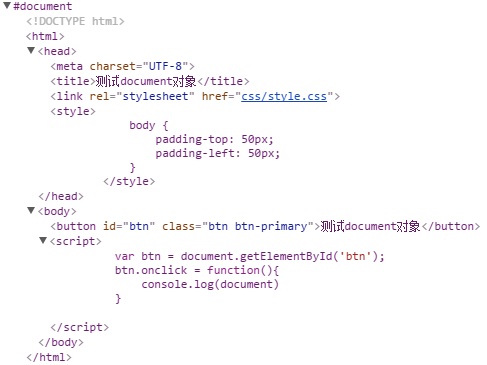 #document
<!DOCTYPE html>
<html>
<head>
<meta charset="UTF-8">
<title>测试document对象</title>
<link rel="stylesheet" href="css/style.css">
<style>
body {
padding-top: 50px;
padding-left: 50px;
}
</style>
</head>
<body>
<button id="btn" class="btn btn-primary">测试document对象</button>
<script>
var btn = document.getElementById('btn');
btn.onclick = function(){
console.log(document)
}
</script>
</body>
</html>